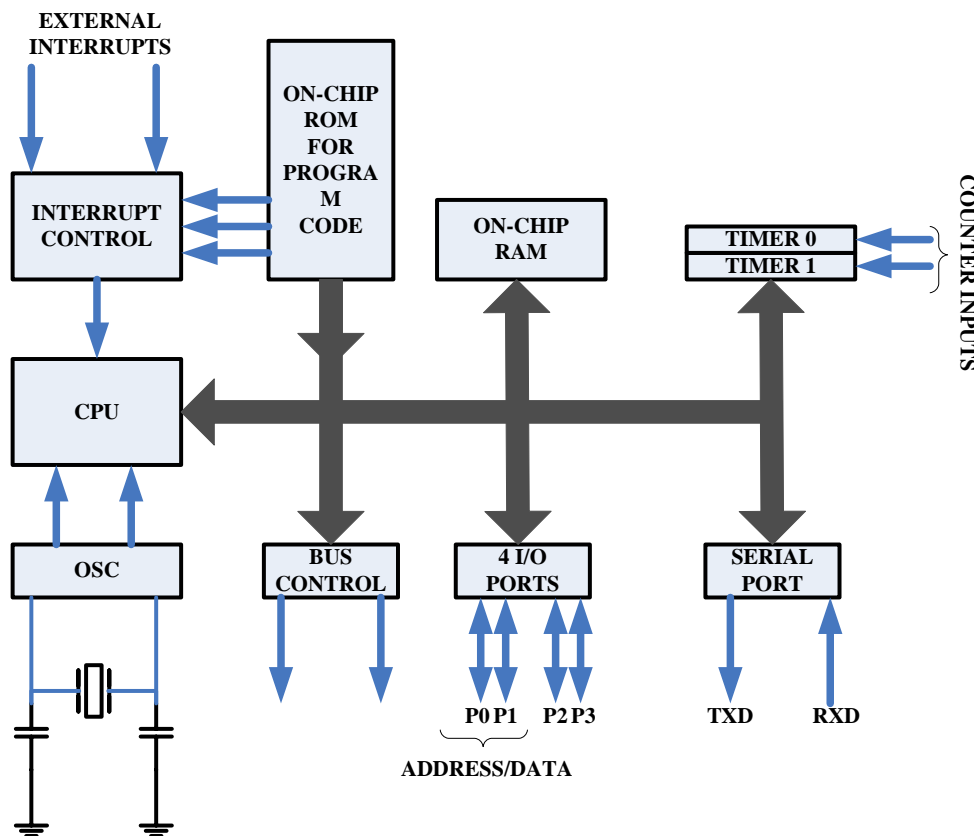 EXTERNAL
INTERRUPTS
ON-CHIP
ROM
FOR
PROGRA
M
CODE
INTERRUPT
CONTROL
ON-CHIP
RAM
TIMER 0
TIMER 1
COUNTER INPUTS
CPU
OSC
BUS
CONTROL
4 I/O
PORTS
SERIAL
PORT
P0 P1 P2 P3
TXD RXD
ADDRESS/DATA